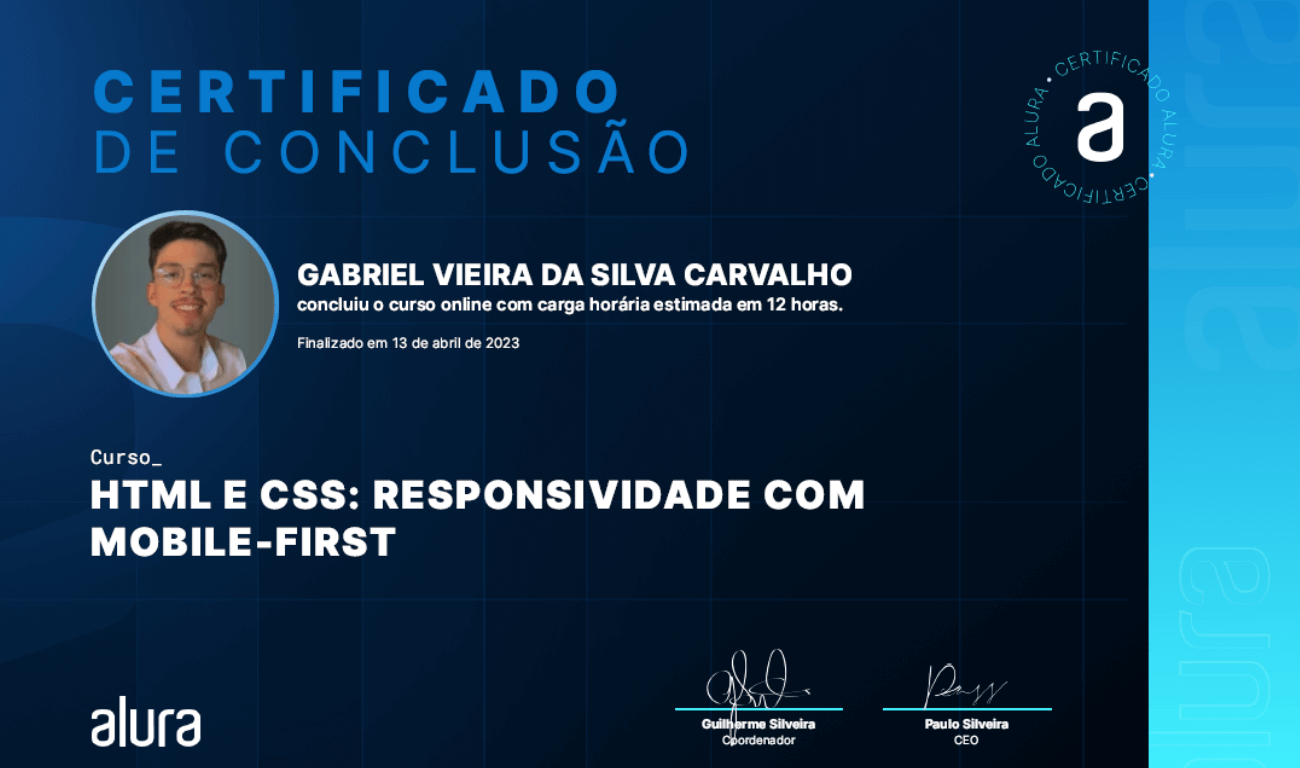 CERTIFICADO
DE CONCLUSÃO
CERTIFICADO ALURA • CERTIFICADO ALURA •
a
GABRIEL VIEIRA DA SILVA CARVALHO
concluiu o curso online com carga horária estimada em 12 horas.
Finalizado em 13 de abril de 2023
Curso_
HTML E CSS: RESPONSIVIDADE COM
MOBILE-FIRST
alura
Guilherme Silveira
Coordenador
Paulo Silveira
CEO
alura
alura